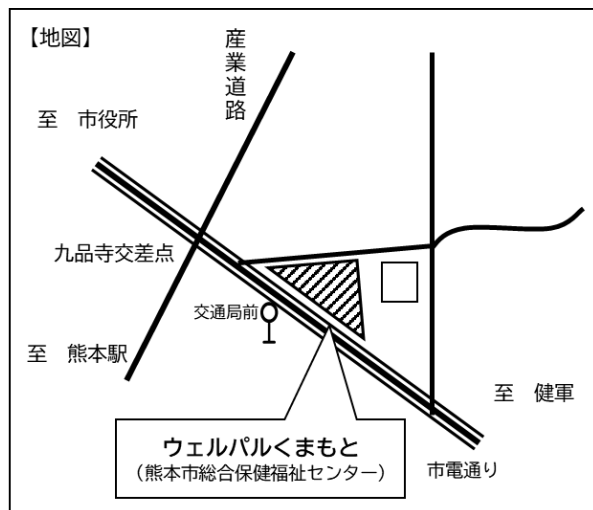 【地図】
産業道路
至　市役所
九品寺交差点
交通局前
至　熊本駅
至　健軍
ウェルパルくまもと
（熊本市総合保健福祉センター）
市電通り